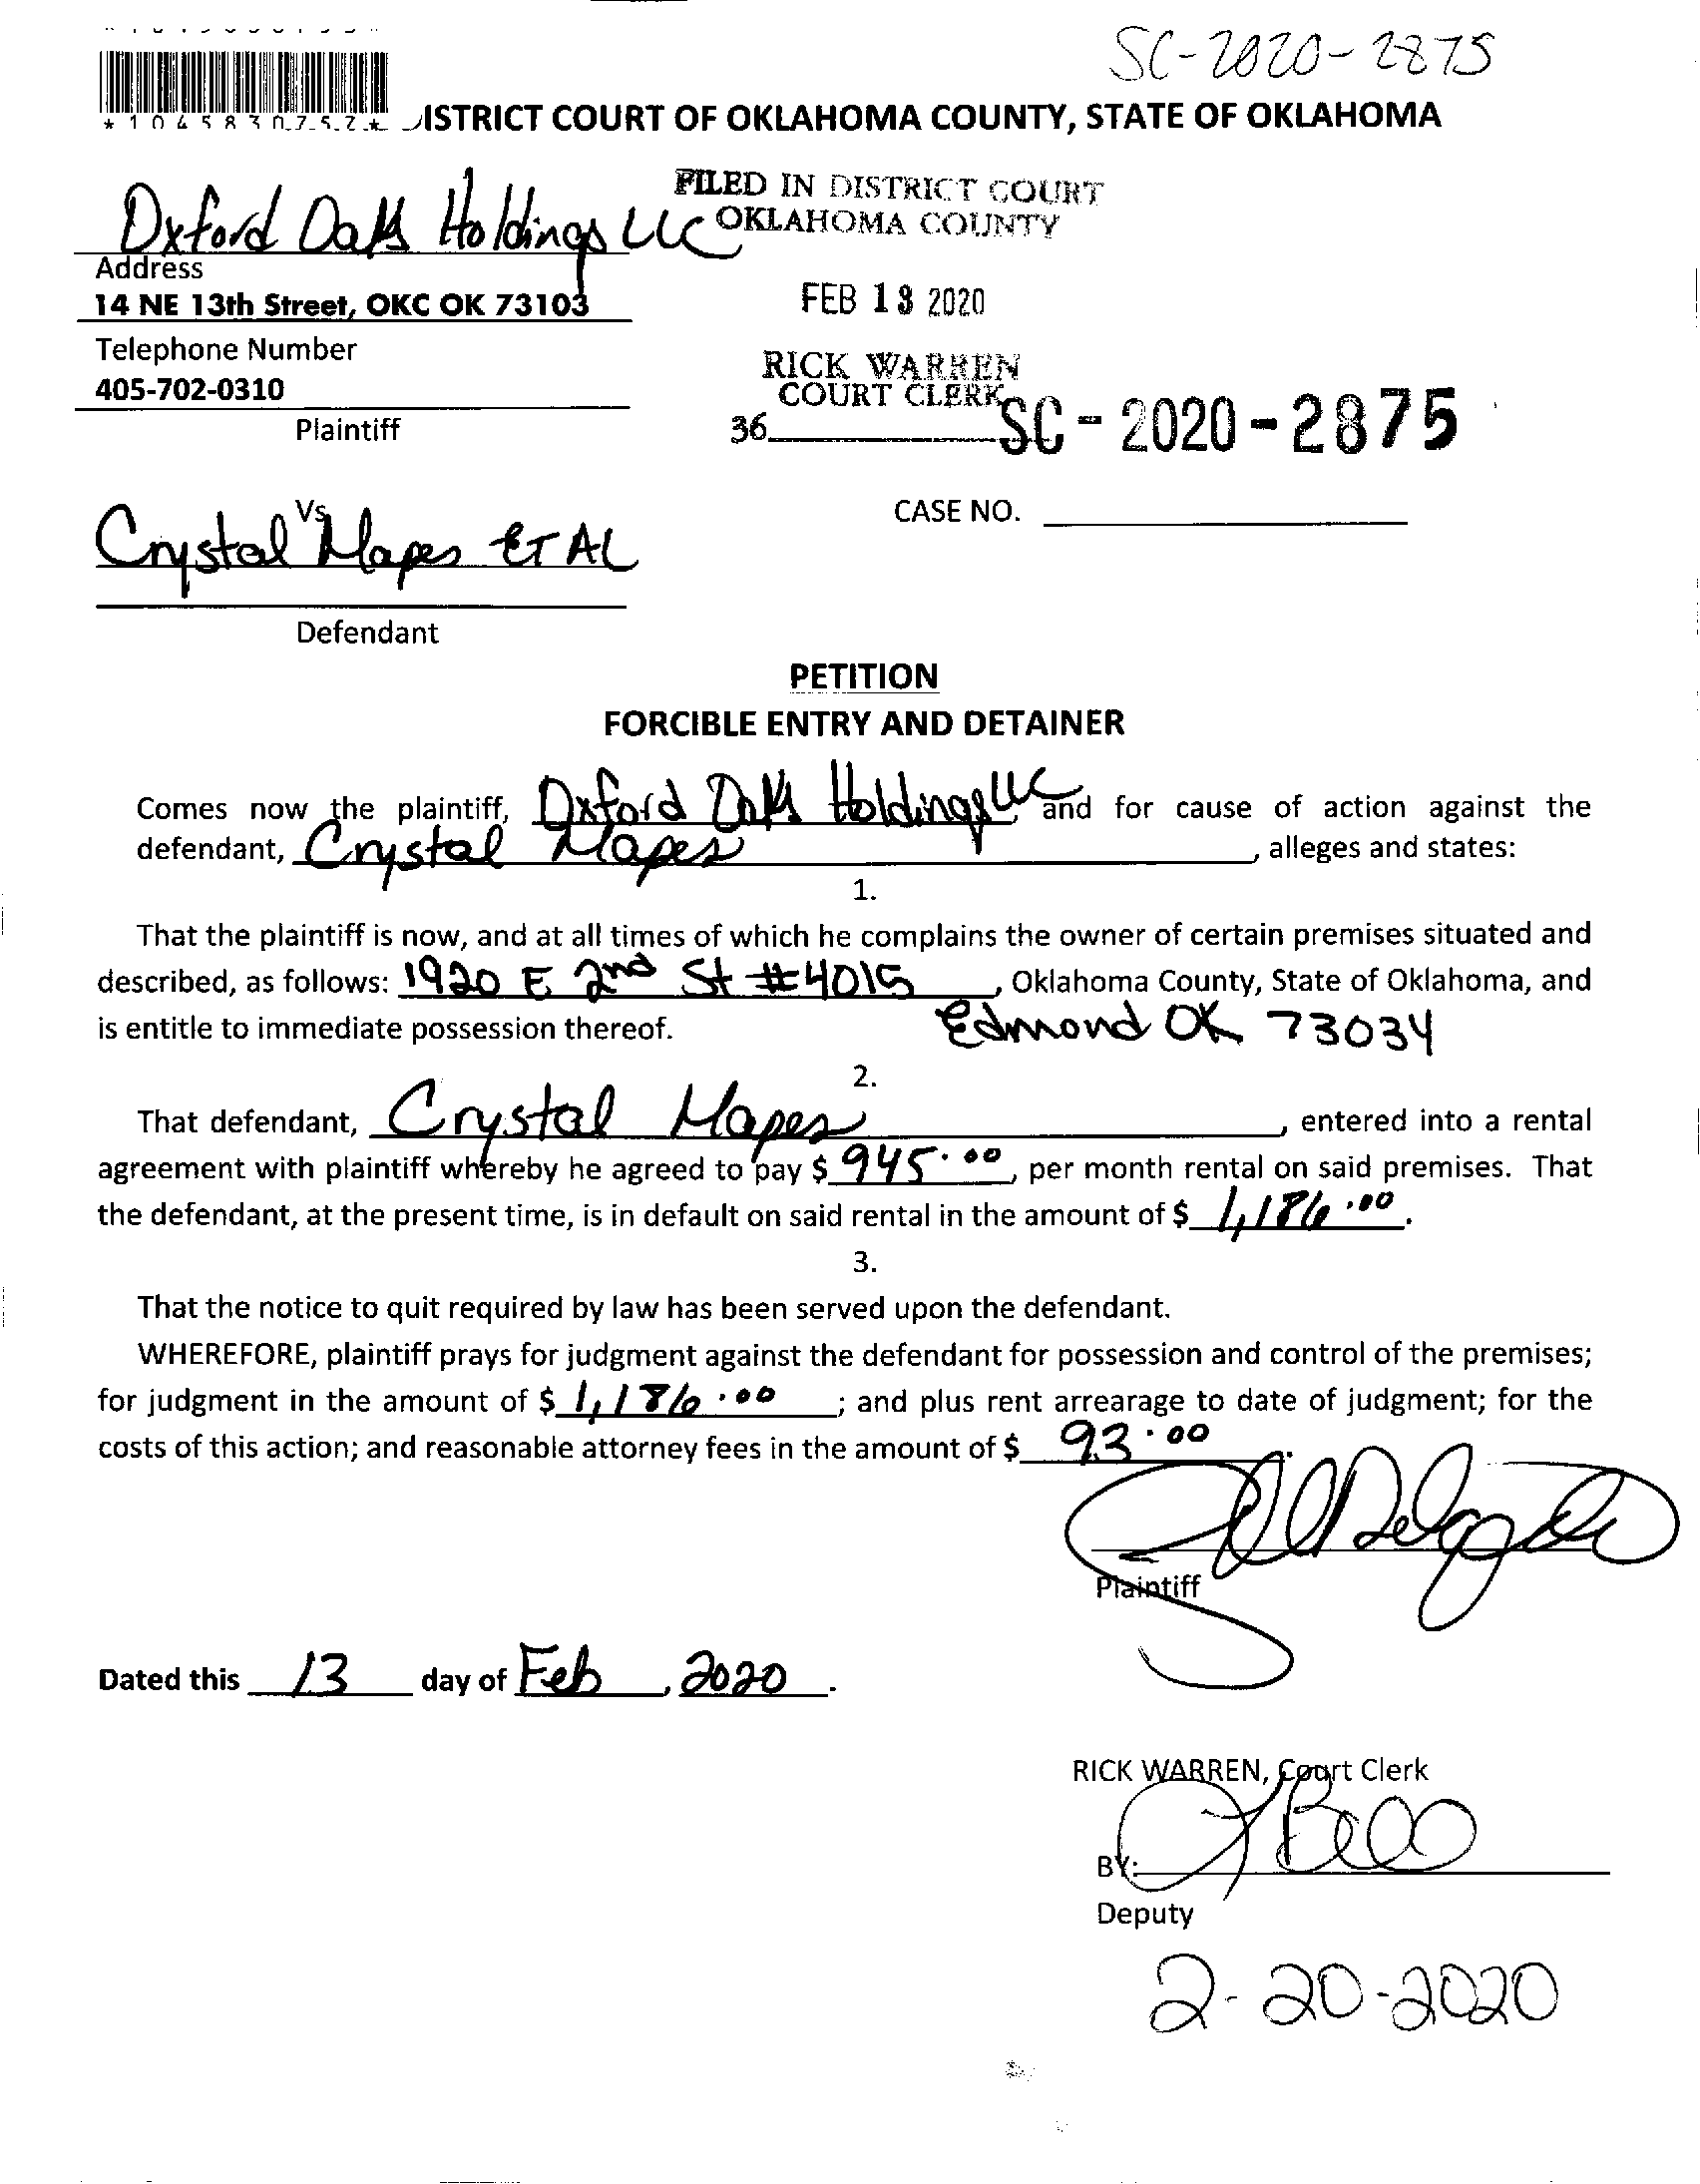 SC-2020-2875
*1045830757*
ISTRICT COURT OF OKLAHOMA COUNTY, STATE OF OKLAHOMA
FILED IN DISTRICT COURT
OKLAHOMA COUNTY
Oxford Oaks Holdings LLC
Address
14 NE 13th Street, OKC OK 73103
FEB 13 2020
Telephone Number
405-702-0310
RICK WARREN
COURT CLERK
Plaintiff
36
SC-2020-2875
Vs
CASE NO.
Crystal Mapes ET AL
Defendant
PETITION
FORCIBLE ENTRY AND DETAINER
Comes now the plaintiff, Oxford Oaks Holdings LLC, and for cause of action against the
defendant, Crystal Mapes, alleges and states:
1.
That the plaintiff is now, and at all times of which he complains the owner of certain premises situated and
described, as follows: 1920 E 2nd St #4015, Oklahoma County, State of Oklahoma, and
is entitle to immediate possession thereof. Edmond OK 73034
2.
That defendant, Crystal Mapes, entered into a rental
agreement with plaintiff whereby he agreed to pay $ 945.00, per month rental on said premises. That
the defendant, at the present time, is in default on said rental in the amount of $ 1,186.00.
3.
That the notice to quit required by law has been served upon the defendant.
WHEREFORE, plaintiff prays for judgment against the defendant for possession and control of the premises;
for judgment in the amount of $ 1,186.00; and plus rent arrearage to date of judgment; for the
costs of this action; and reasonable attorney fees in the amount of $ 93.00.
Plaintiff
Dated this 13 day of Feb, 2020.
RICK WARREN, Court Clerk
BY:
Deputy
2-20-2020